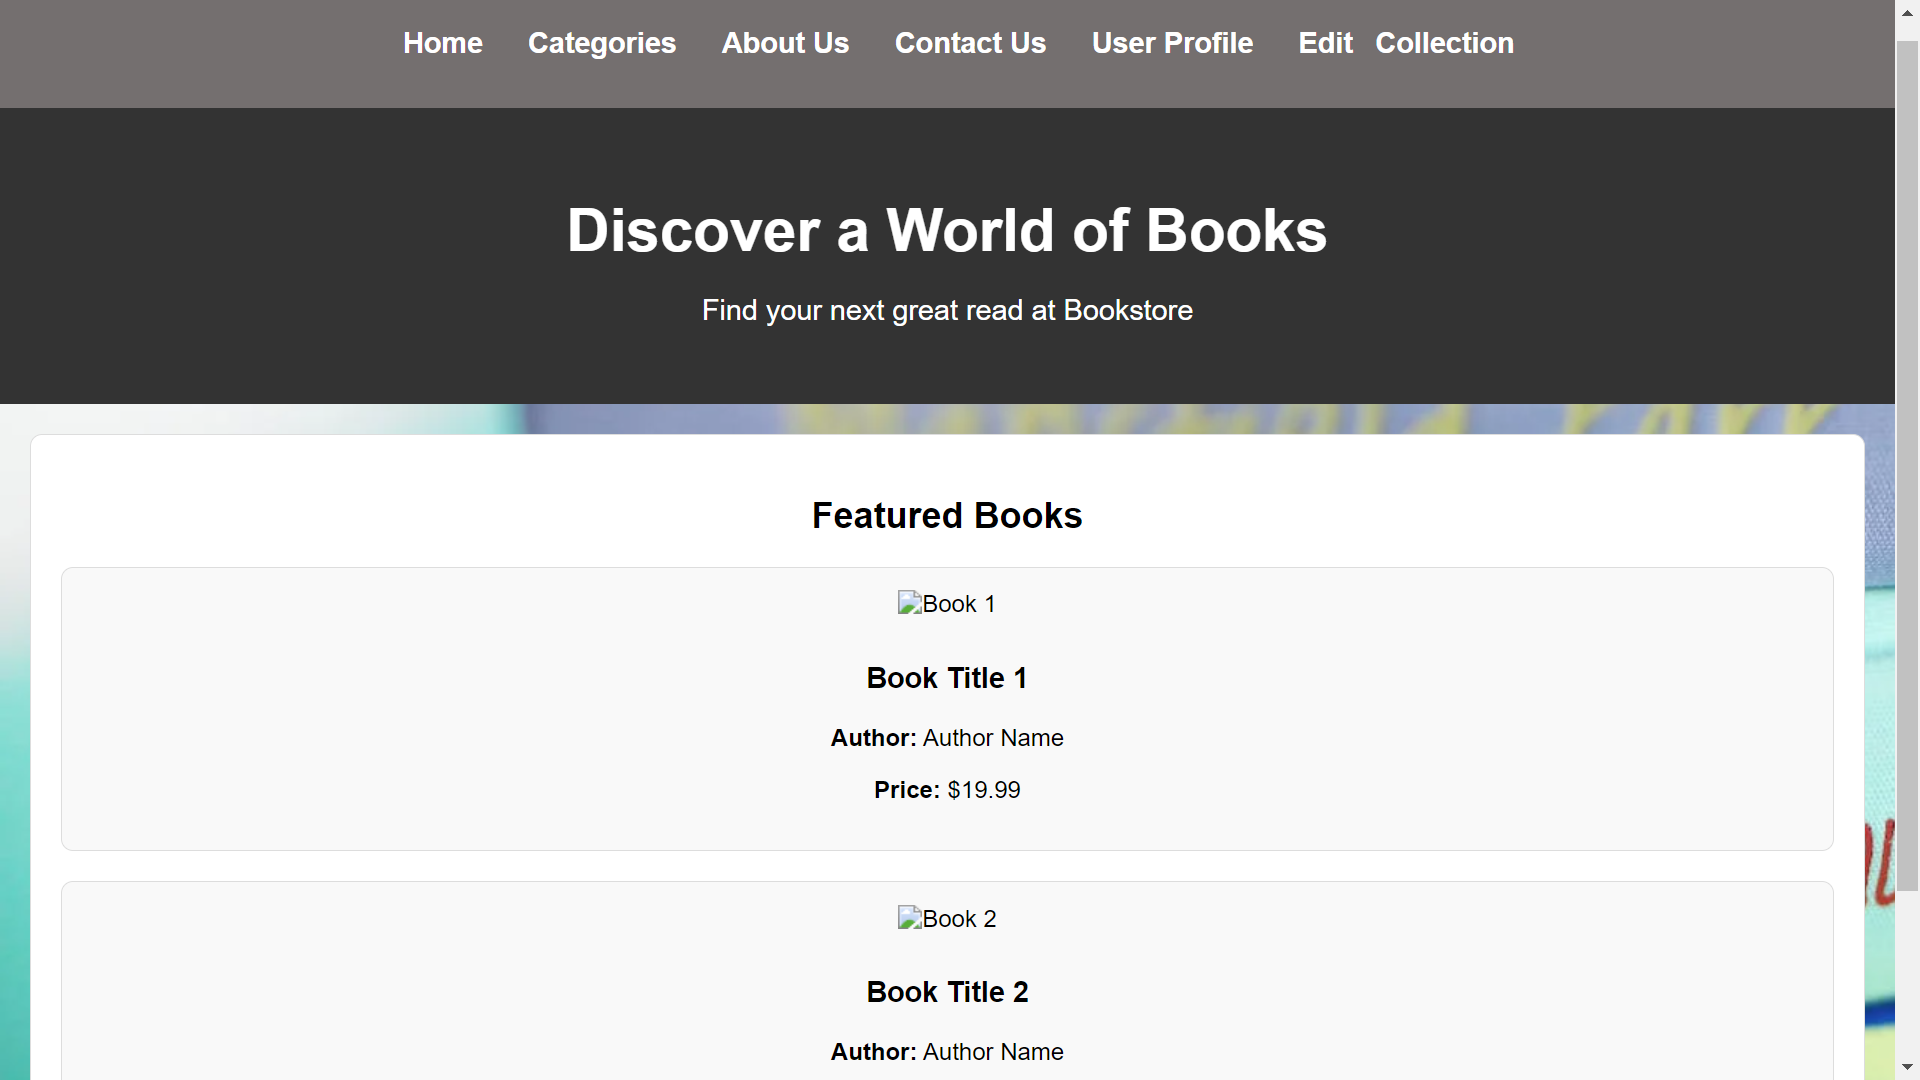 Home Categories About Us Contact Us User Profile Edit Collection
Discover a World of Books
Find your next great read at Bookstore
Featured Books
Book 1
Book Title 1
Author: Author Name
Price: $19.99
Book 2
Book Title 2
Author: Author Name